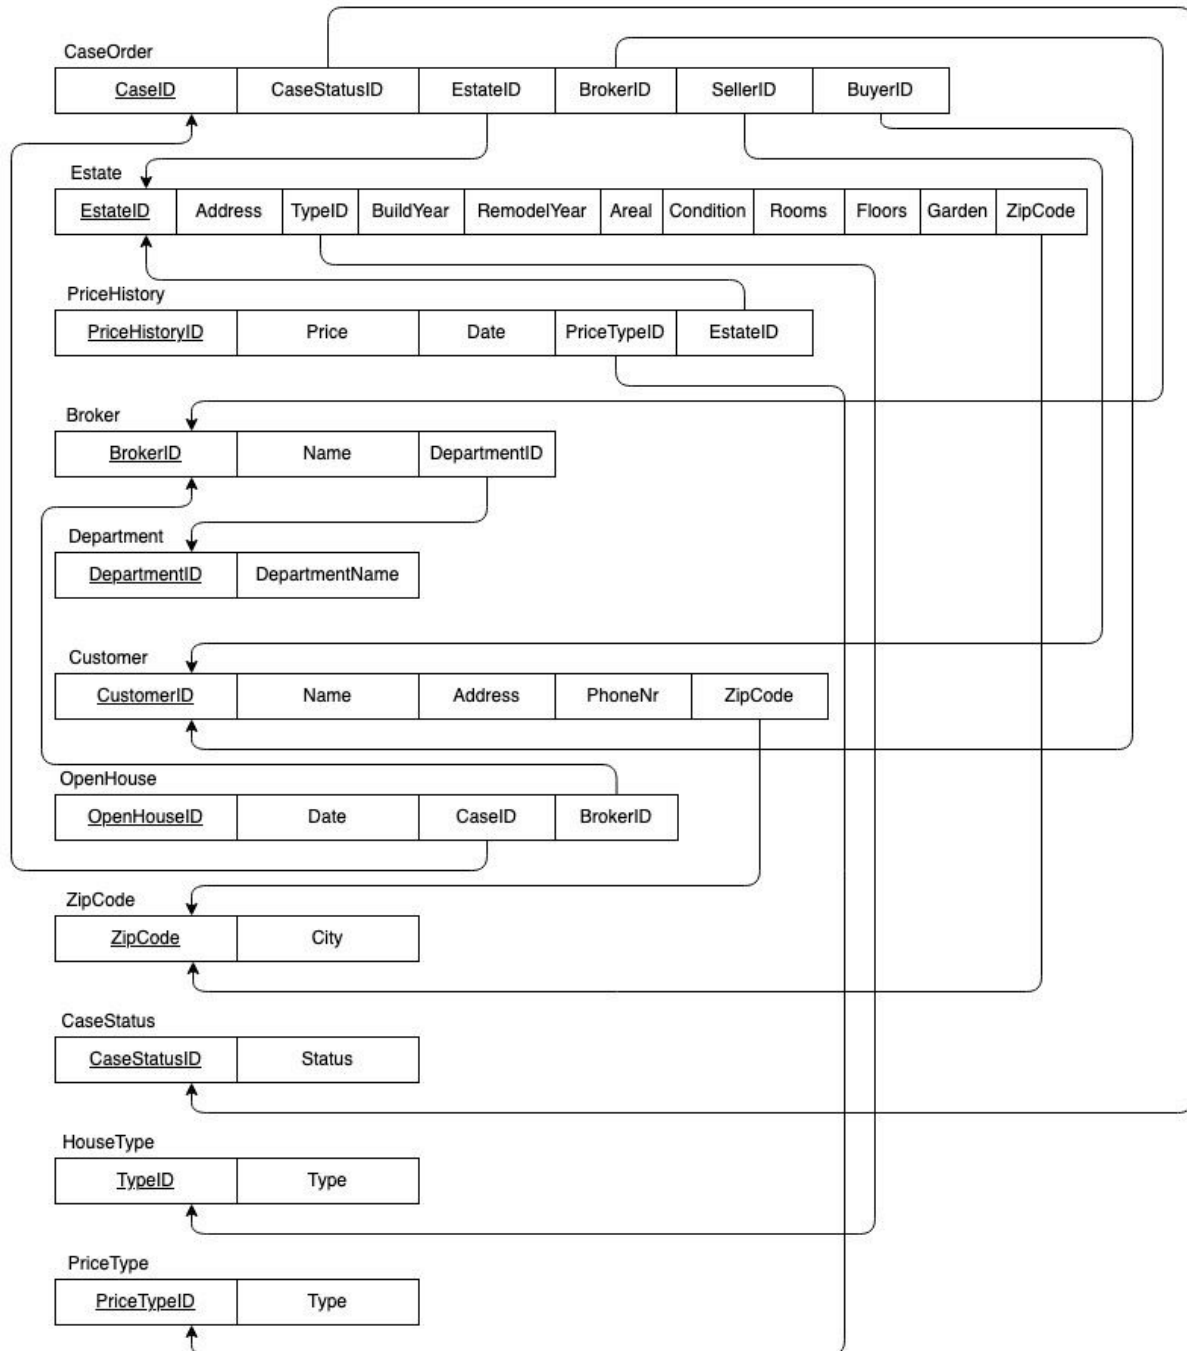 CaseOrder
CaseID CaseStatusID EstateID BrokerID SellerID BuyerID
Estate
EstateID Address TypeID BuildYear RemodelYear Areal Condition Rooms Floors Garden ZipCode
PriceHistory
PriceHistoryID Price Date PriceTypeID EstateID
Broker
BrokerID Name DepartmentID
Department
DepartmentID DepartmentName
Customer
CustomerID Name Address PhoneNr ZipCode
OpenHouse
OpenHouseID Date CaseID BrokerID
ZipCode
ZipCode City
CaseStatus
CaseStatusID Status
HouseType
TypeID Type
PriceType
PriceTypeID Type